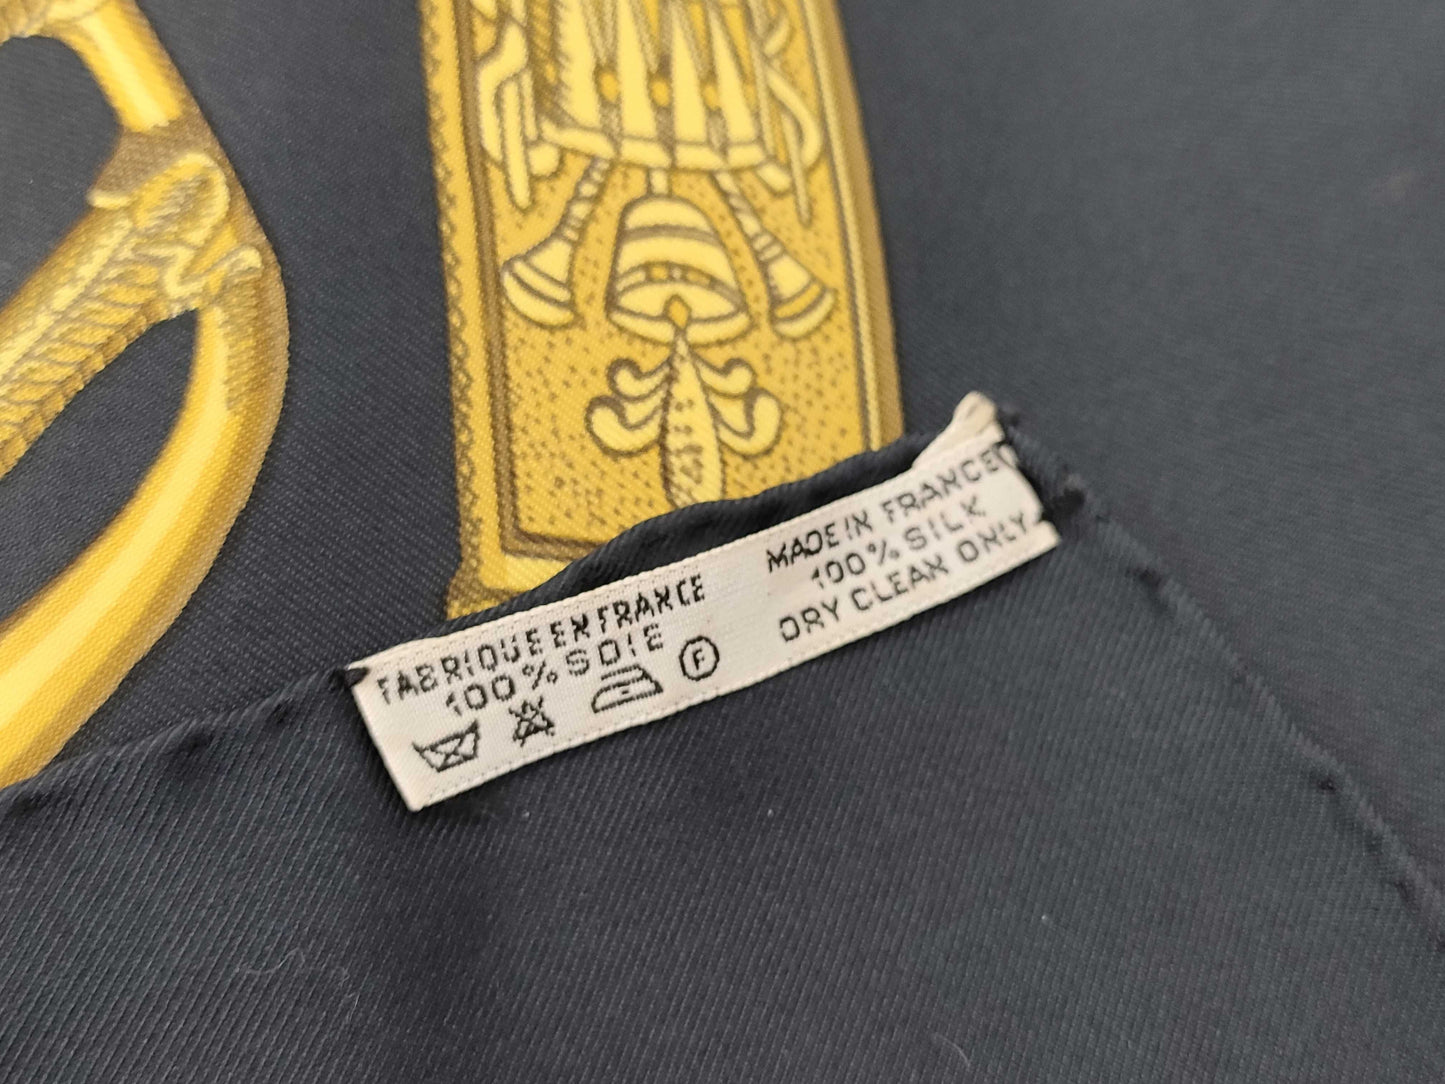 FABRIQUE EN FRANCE
100% SOIE
F
MADE IN FRANCE
100% SILK
DRY CLEAN ONLY